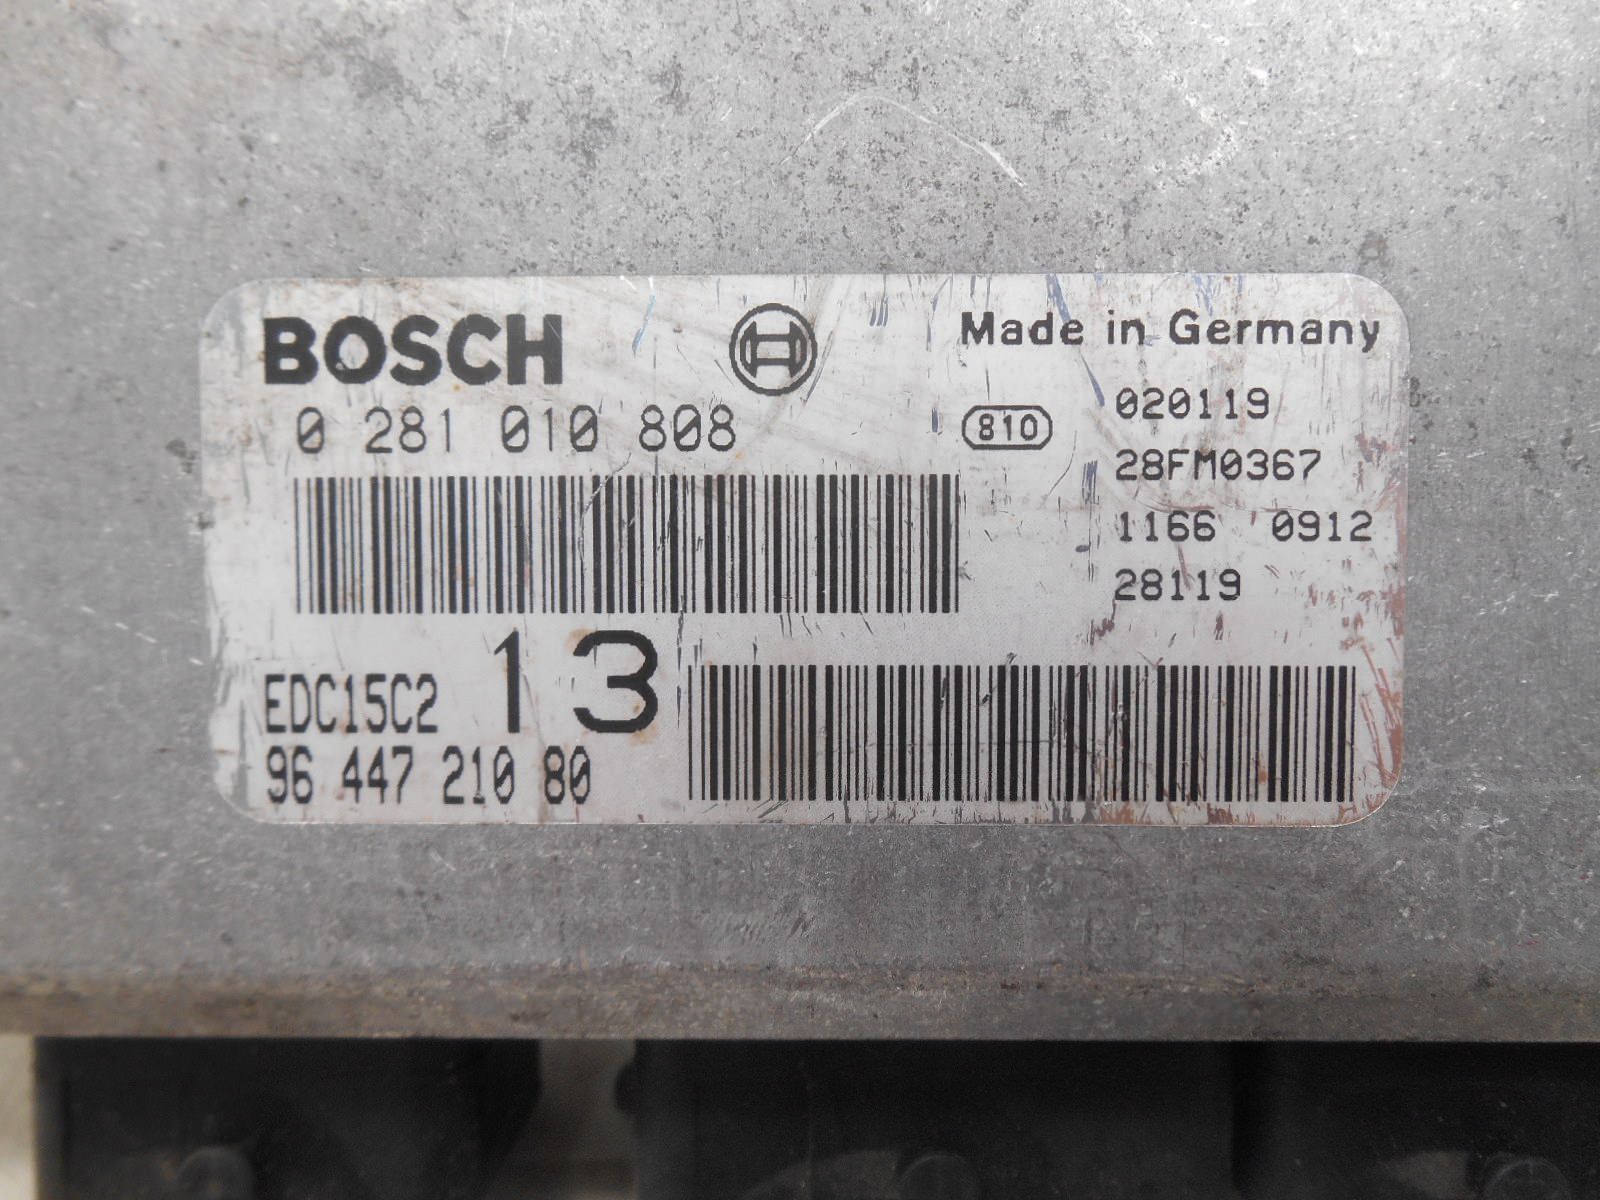 BOSCH
Made in Germany
0 281 010 808
810
020119
28FM0367
1166 0912
28119
EDC15C2
13
96 447 210 80